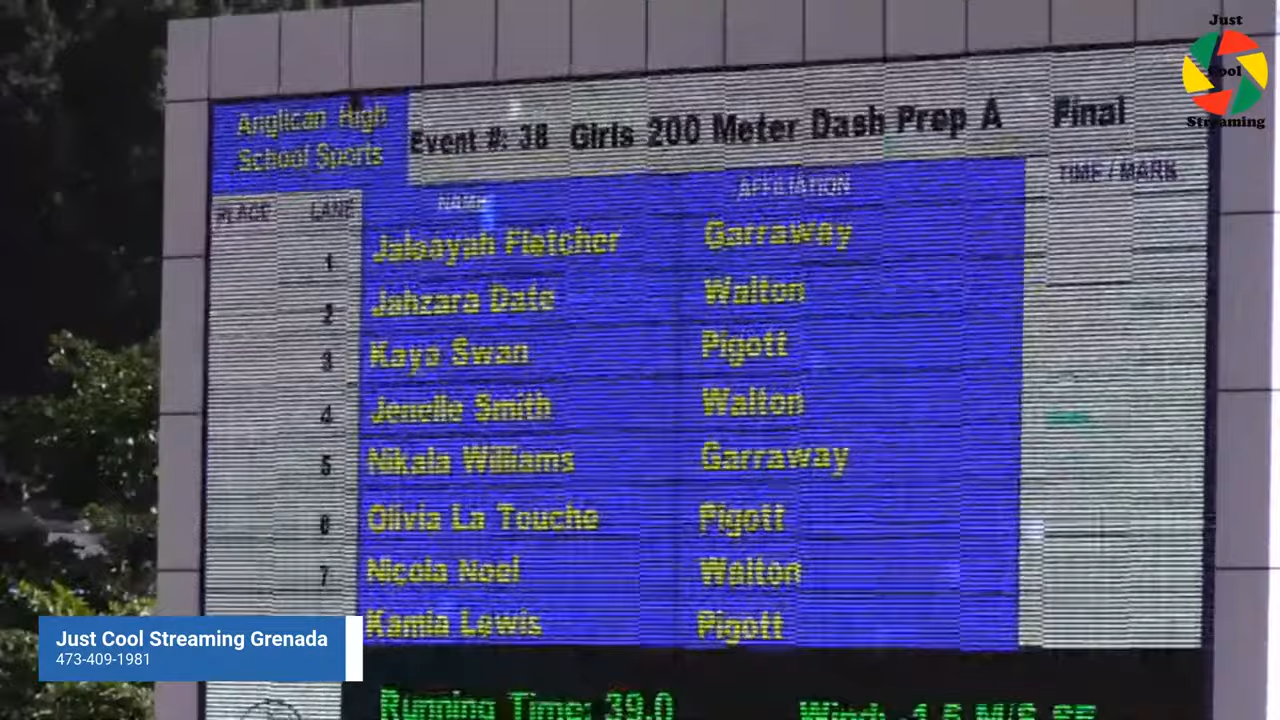 Just
Cool
Streaming
Anglican High
School Sports
Event #: 38 Girls 200 Meter Dash Prep A Final
PLACE LANE NAME AFFILIATION TIME / MARK
1 Fletcher Garraway
2 Jahzara Date Walton
3 Kaya Swan Pigott
4 Jenelle Smith Walton
5 Nikala Williams Garraway
6 Olivia La Touche Pigott
7 Nicola Noel Walton
Kamia Lewis Pigott
Running Time: 39.0 Wind: M/S
Just Cool Streaming Grenada
473-409-1981